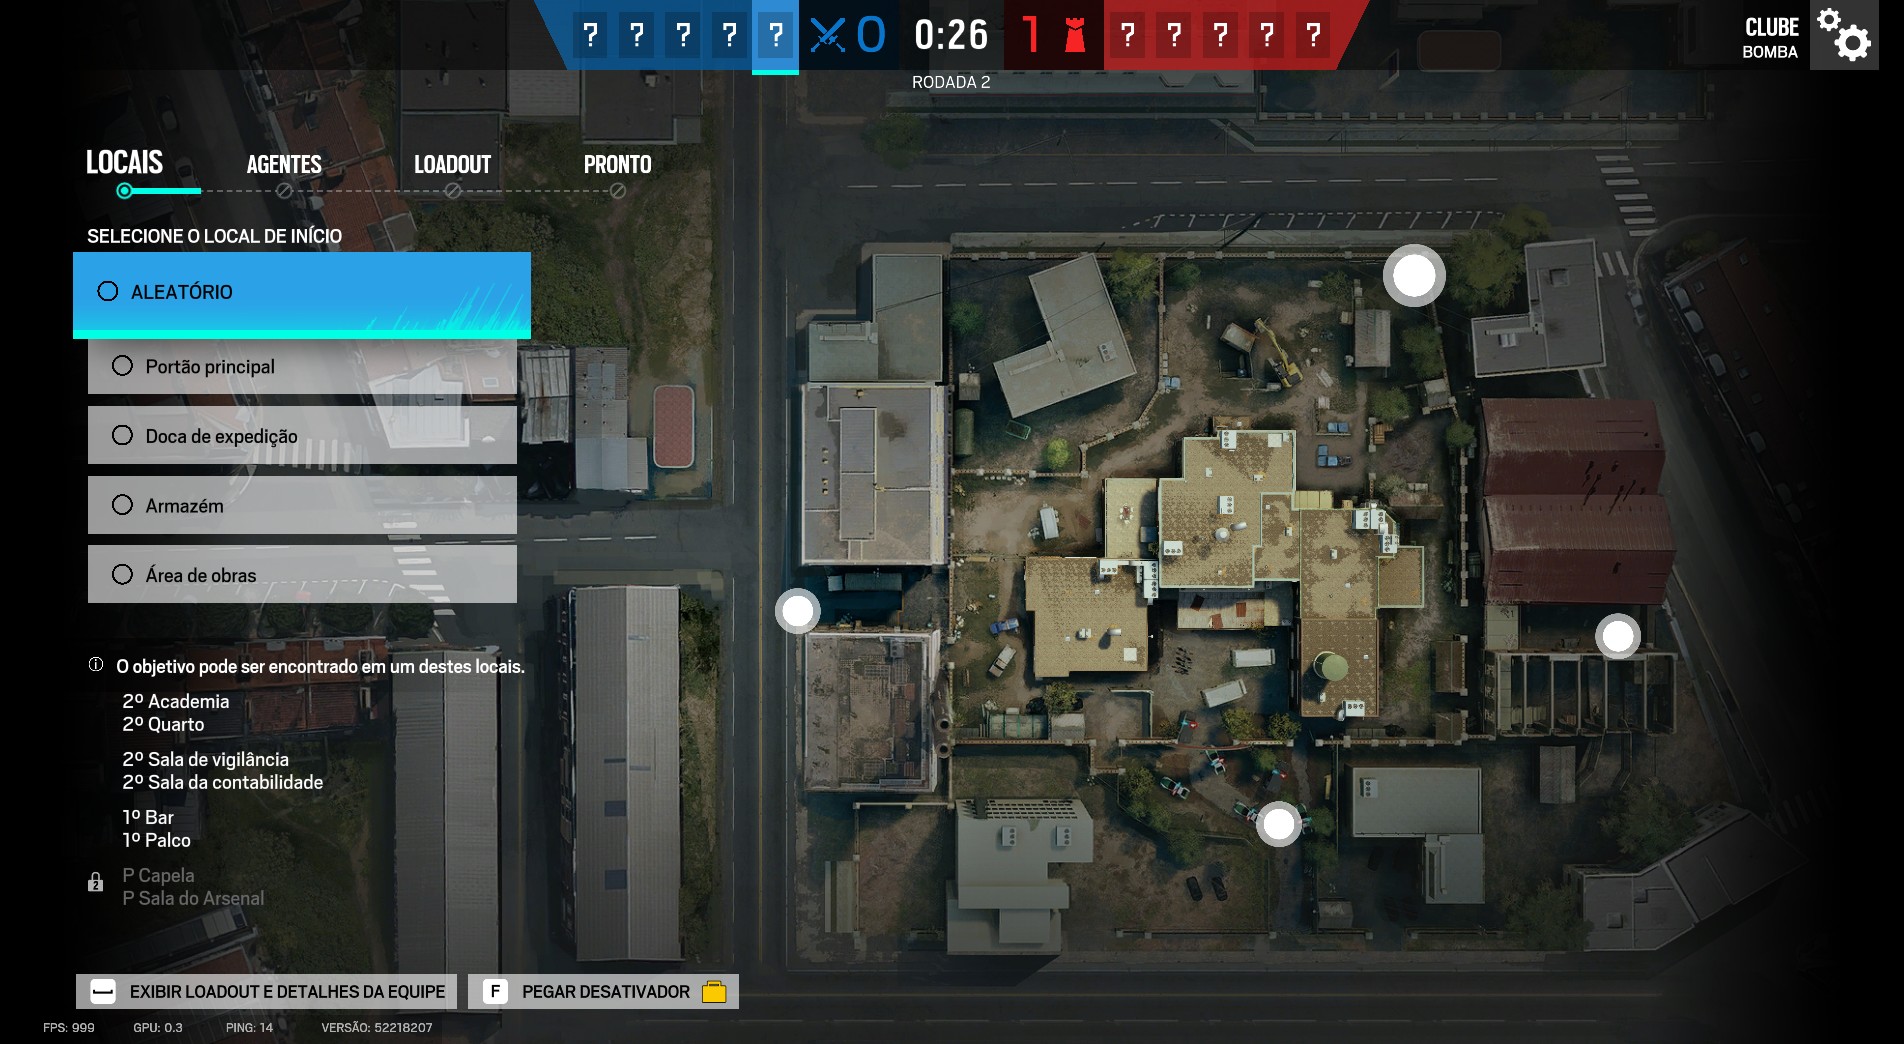 ? ? ? ? ? 0 0:26 1 ? ? ? ? ?
RODADA 2
CLUBE
BOMBA
LOCAIS
AGENTES
LOADOUT
PRONTO
SELECIONE O LOCAL DE INÍCIO
ALEATÓRIO
Portão principal
Doca de expedição
Armazém
Área de obras
O objetivo pode ser encontrado em um destes locais.
2º Academia
2º Quarto
2º Sala de vigilância
2º Sala da contabilidade
1º Bar
1º Palco
2
P Capela
P Sala do Arsenal
EXIBIR LOADOUT E DETALHES DA EQUIPE
F PEGAR DESATIVADOR
FPS: 999 GPU: 0.3 PING: 14 VERSÃO: 52218207